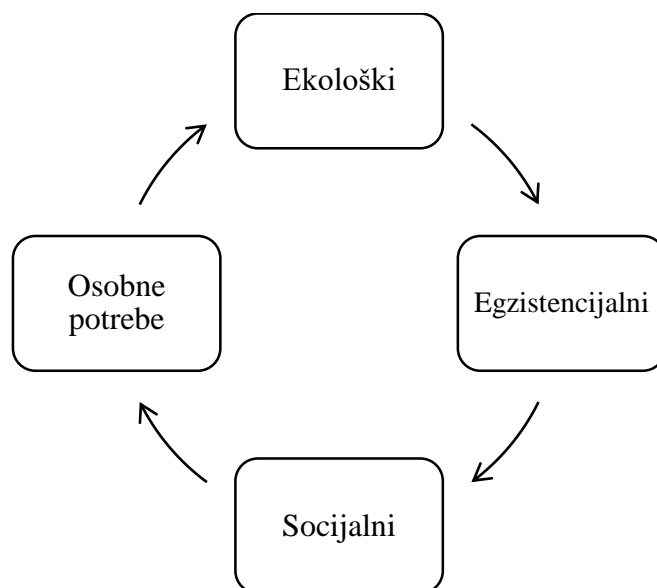 Ekološki
Egzistencijalni
Socijalni
Osobne
potrebe